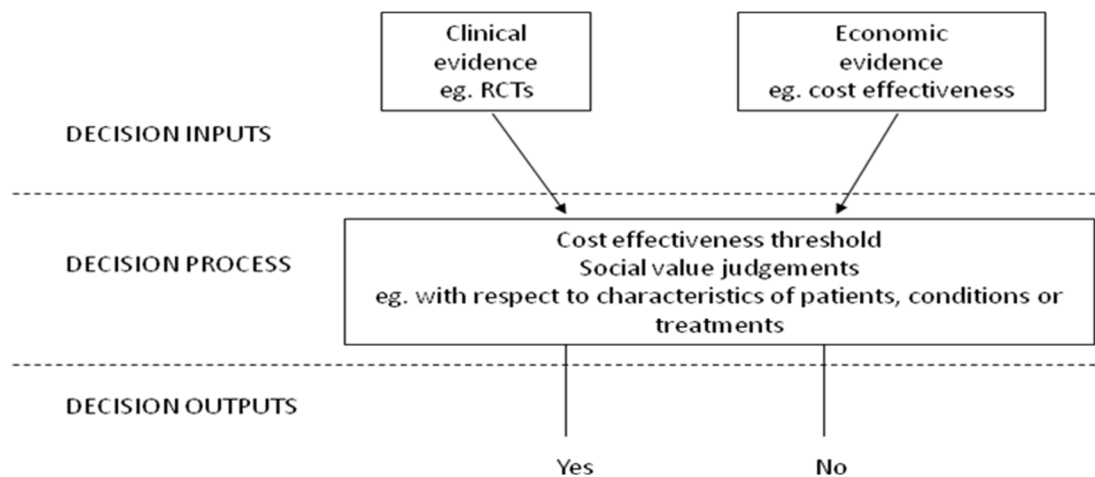 Clinical
evidence
eg. RCTs
Economic
evidence
eg. cost effectiveness
DECISION INPUTS
DECISION PROCESS
Cost effectiveness threshold
Social value judgements
eg. with respect to characteristics of patients, conditions or
treatments
DECISION OUTPUTS
Yes
No